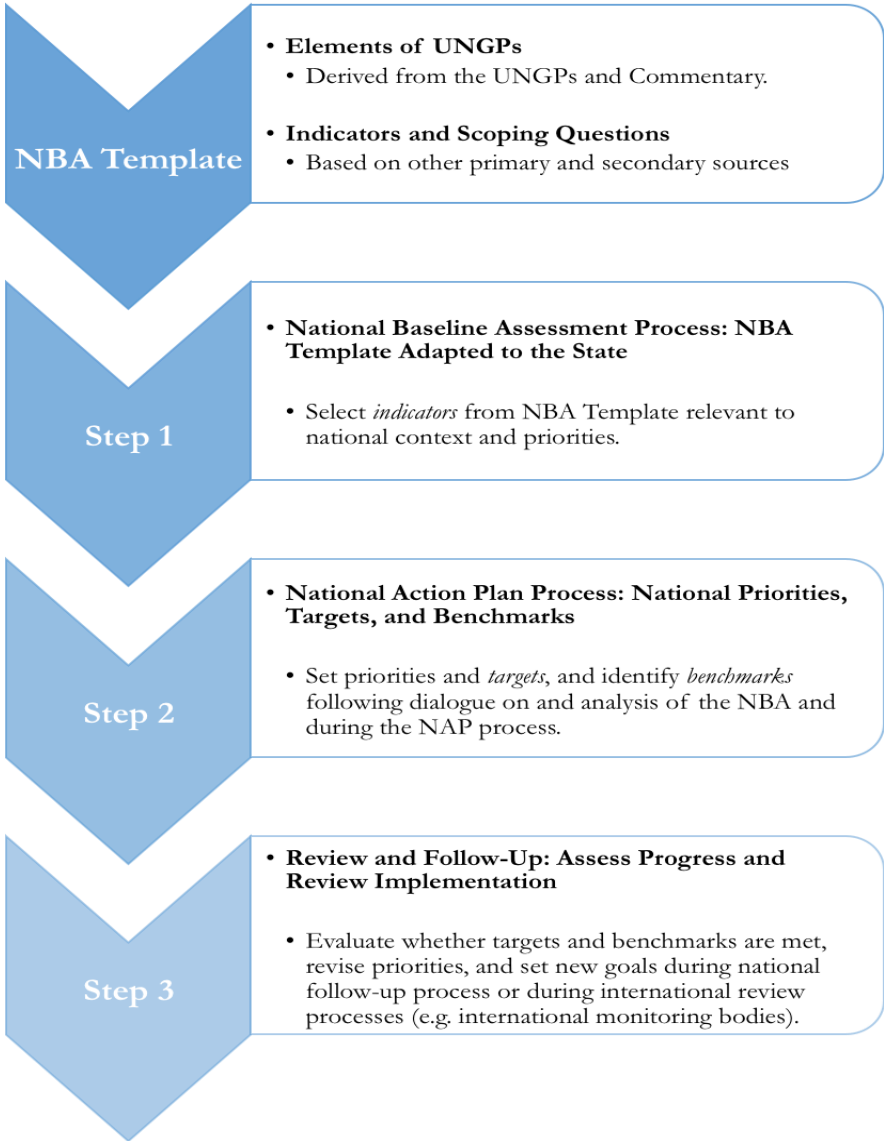 NBA Template
• Elements of UNGPs
• Derived from the UNGPs and Commentary.
• Indicators and Scoping Questions
• Based on other primary and secondary sources
Step 1
• National Baseline Assessment Process: NBA
Template Adapted to the State
• Select indicators from NBA Template relevant to
national context and priorities.
Step 2
• National Action Plan Process: National Priorities,
Targets, and Benchmarks
• Set priorities and targets, and identify benchmarks
following dialogue on and analysis of the NBA and
during the NAP process.
Step 3
• Review and Follow-Up: Assess Progress and
Review Implementation
• Evaluate whether targets and benchmarks are met,
revise priorities, and set new goals during national
follow-up process or during international review
processes (e.g. international monitoring bodies).